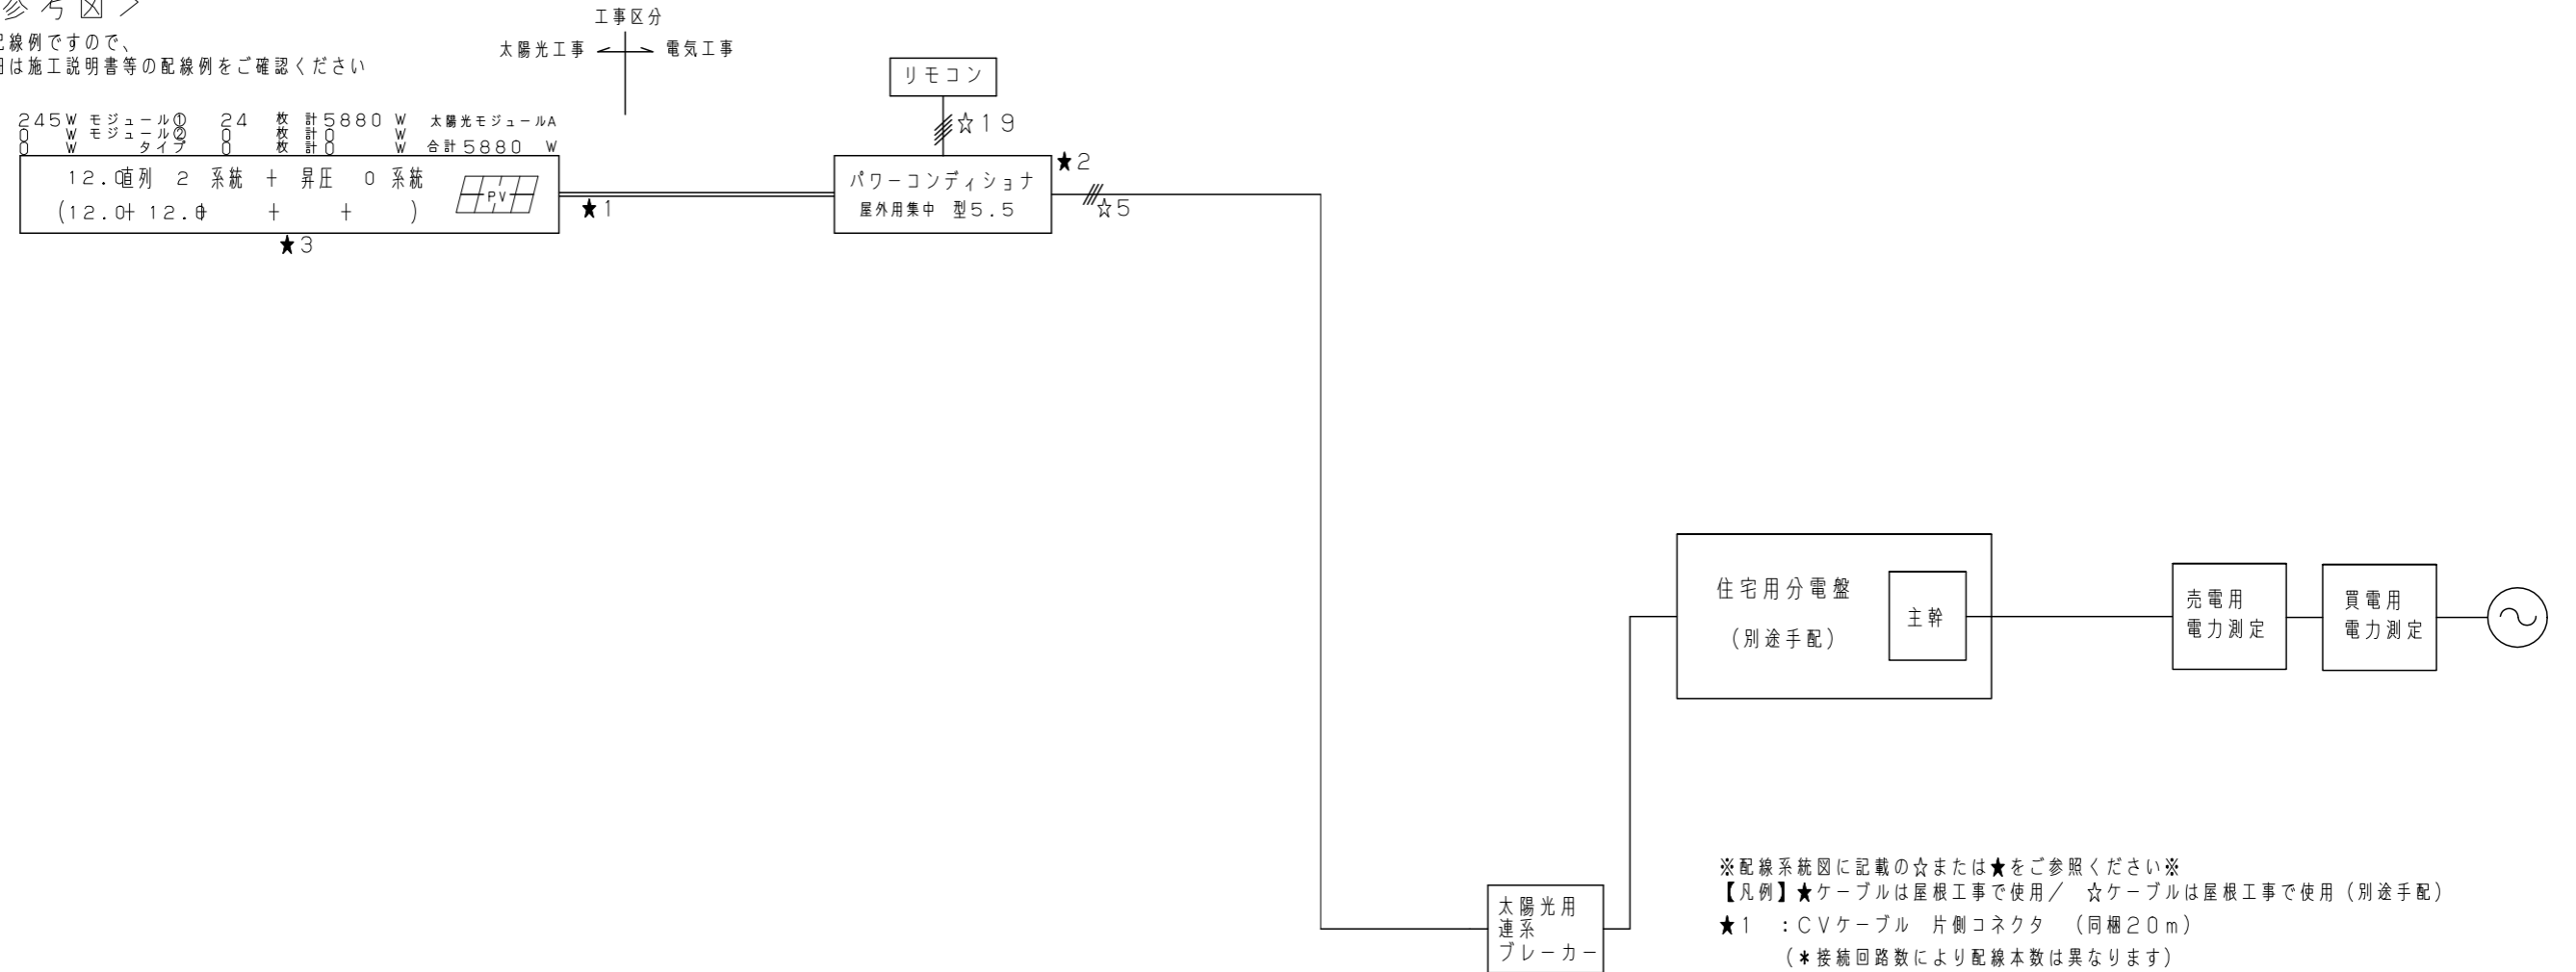 参考図＞
配線例ですので、
は施工説明書等の配線例をご確認ください
工事区分
太陽光工事 電気工事
リモコン
☆19
245W モジュール① 24 枚 計5880 W 太陽光モジュールA
0 W モジュール② 0 枚 計0 W
0 W タイプ 0 枚 計0 W 合計5880 W
12.0直列 2 系統 + 昇圧 0 系統
(12.0+ 12.0+ + + )
PV
★1
★3
パワーコンディショナ
屋外用集中 型5.5
★2
☆5
住宅用分電盤
(別途手配)
主幹
売電用
電力測定
買電用
電力測定
太陽光用
連系
ブレーカー
※配線系統図に記載の☆または★をご参照ください※
【凡例】★ケーブルは屋根工事で使用／ ☆ケーブルは屋根工事で使用（別途手配）
★1 ：CVケーブル 片側コネクタ （同梱20m）
（*接続回路数により配線本数は異なります）